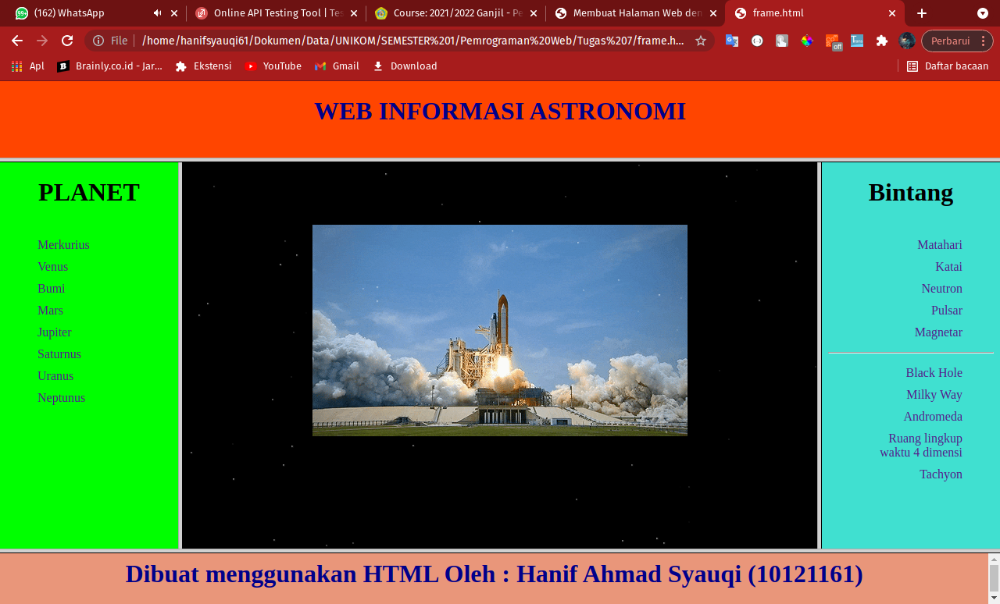 (162) WhatsApp
Online API Testing Tool | Tes
Course: 2021/2022 Ganjil - Pe
Membuat Halaman Web den
frame.html
File
/home/hanifsyauqi61/Dokumen/Data/UNIKOM/SEMESTER%201/Pemrograman%20Web/Tugas%207/frame.h...
off
Perbarui
Apl
Brainly.co.id - Jar...
Ekstensi
YouTube
Gmail
Download
Daftar bacaan
WEB INFORMASI ASTRONOMI
PLANET
Merkurius
Venus
Bumi
Mars
Jupiter
Saturnus
Uranus
Neptunus
Bintang
Matahari
Katai
Neutron
Pulsar
Magnetar
Black Hole
Milky Way
Andromeda
Ruang lingkup
waktu 4 dimensi
Tachyon
Dibuat menggunakan HTML Oleh : Hanif Ahmad Syauqi (10121161)